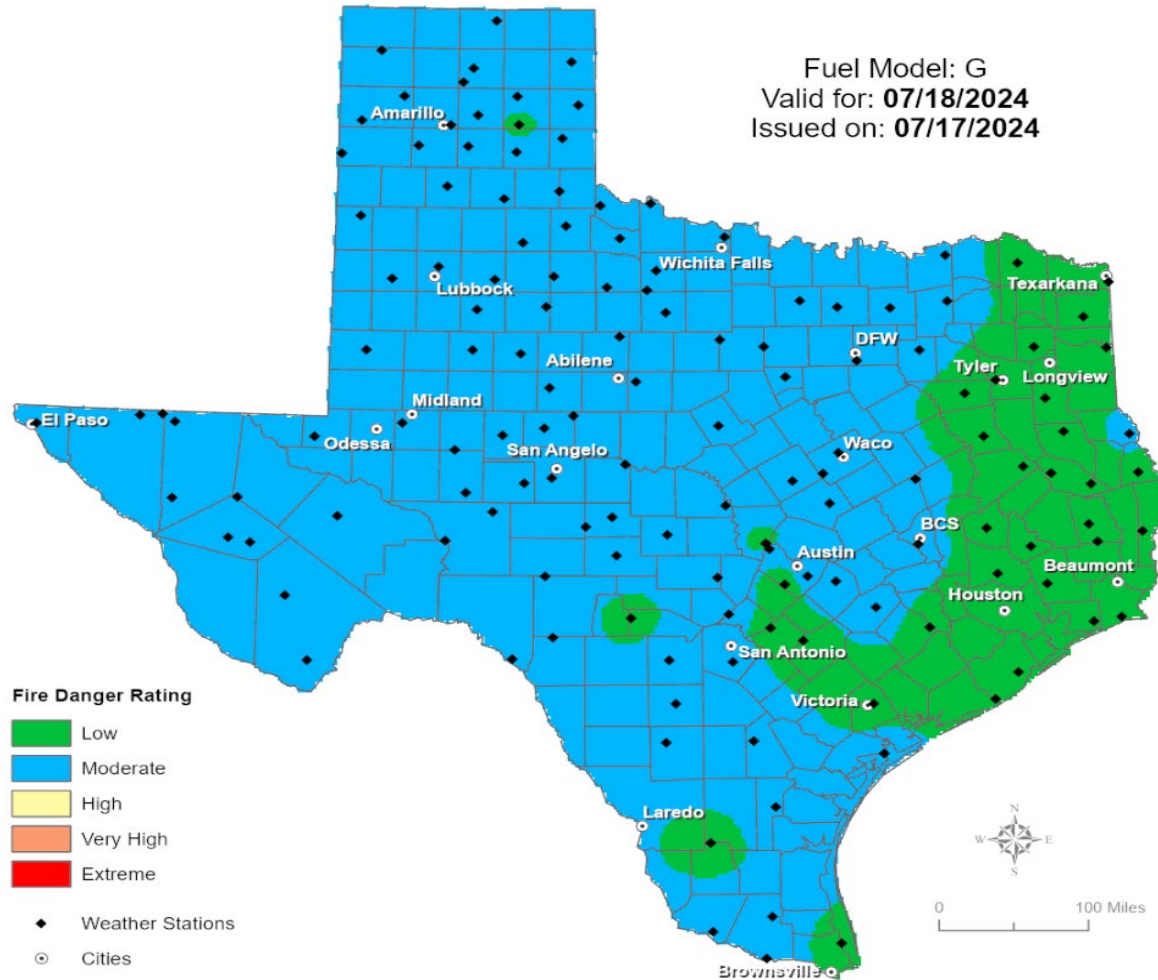 Fuel Model: G
Valid for: 07/18/2024
Issued on: 07/17/2024
Amarillo
Wichita Falls
Lubbock
Texarkana
DFW
Abilene
Tyler
Longview
Midland
El Paso
Odessa
San Angelo
Waco
BCS
Austin
Beaumont
Houston
San Antonio
Victoria
Laredo
Brownsville
Fire Danger Rating
Low
Moderate
High
Very High
Extreme
Weather Stations
Cities
N
W E
S
0 100 Miles